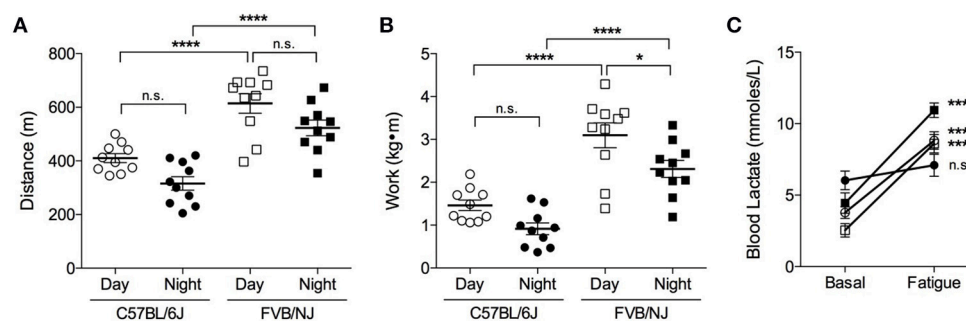 A
Distance (m)
800
600
400
200
0
****
****
n.s.
n.s.
Day Night Day Night
C57BL/6J FVB/NJ
B
Work (kg•m)
5
4
3
2
1
0
****
****
*
n.s.
Day Night Day Night
C57BL/6J FVB/NJ
C
Blood Lactate (mmoles/L)
15
10
5
0
***
***
***
n.s
Basal Fatigue